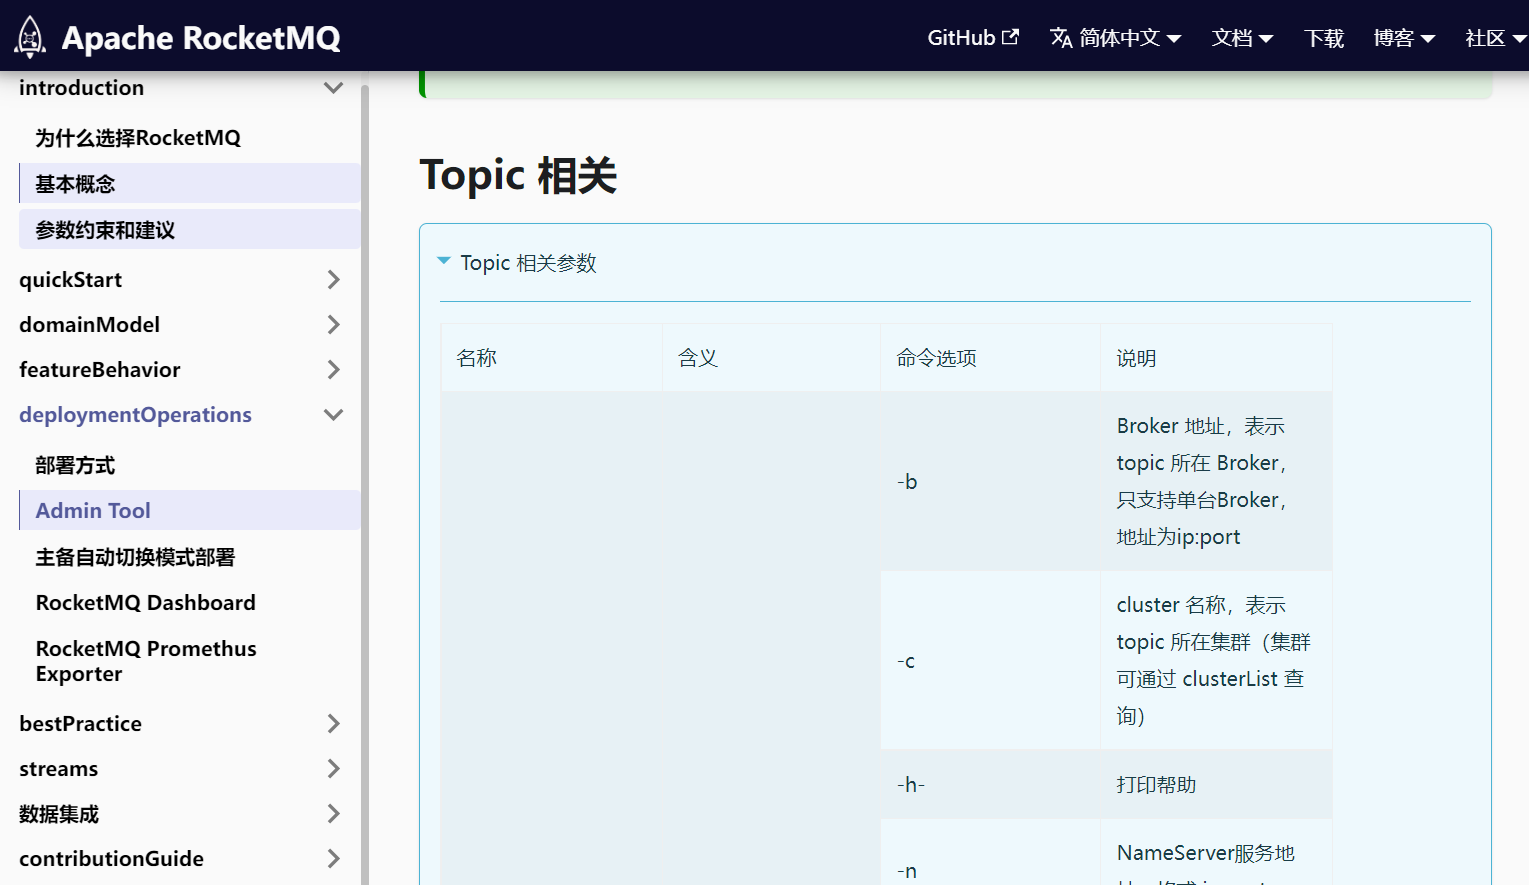 Apache RocketMQ
GitHub 简体中文 文档 下载 博客 社区
introduction
为什么选择RocketMQ
基本概念
参数约束和建议
quickStart
domainModel
featureBehavior
deploymentOperations
部署方式
Admin Tool
主备自动切换模式部署
RocketMQ Dashboard
RocketMQ Promethus
Exporter
bestPractice
streams
数据集成
contributionGuide
Topic 相关
Topic 相关参数
名称 含义 命令选项 说明
-b
Broker 地址，表示
topic 所在 Broker，
只支持单台Broker，
地址为ip:port
-c
cluster 名称，表示
topic 所在集群（集群
可通过 clusterList 查
询）
-h-
打印帮助
-n
NameServer服务地